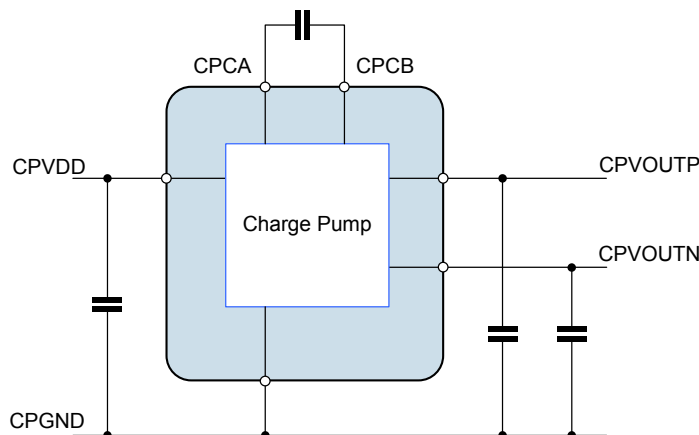 CPCA
CPCB
CPVDD
CPVOUTP
Charge Pump
CPVOUTN
CPGND